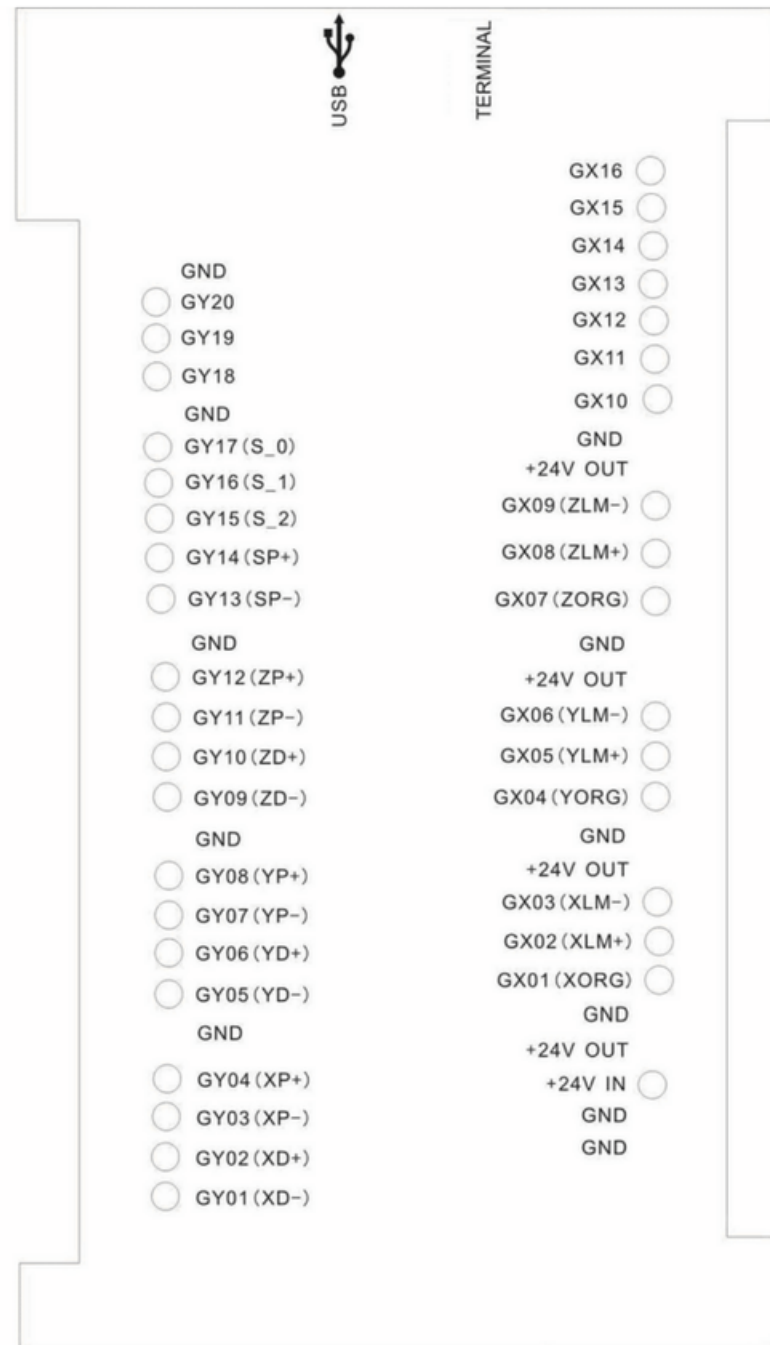 USB
TERMINAL
GND
GY20
GY19
GY18
GND
GY17(S_0)
GY16(S_1)
GY15(S_2)
GY14(SP+)
GY13(SP-)
GND
GY12(ZP+)
GY11(ZP-)
GY10(ZD+)
GY09(ZD-)
GND
GY08(YP+)
GY07(YP-)
GY06(YD+)
GY05(YD-)
GND
GY04(XP+)
GY03(XP-)
GY02(XD+)
GY01(XD-)
GX16
GX15
GX14
GX13
GX12
GX11
GX10
GND
+24V OUT
GX09(ZLM-)
GX08(ZLM+)
GX07(ZORG)
GND
+24V OUT
GX06(YLM-)
GX05(YLM+)
GX04(YORG)
GND
+24V OUT
GX03(XLM-)
GX02(XLM+)
GX01(XORG)
GND
+24V OUT
+24V IN
GND
GND